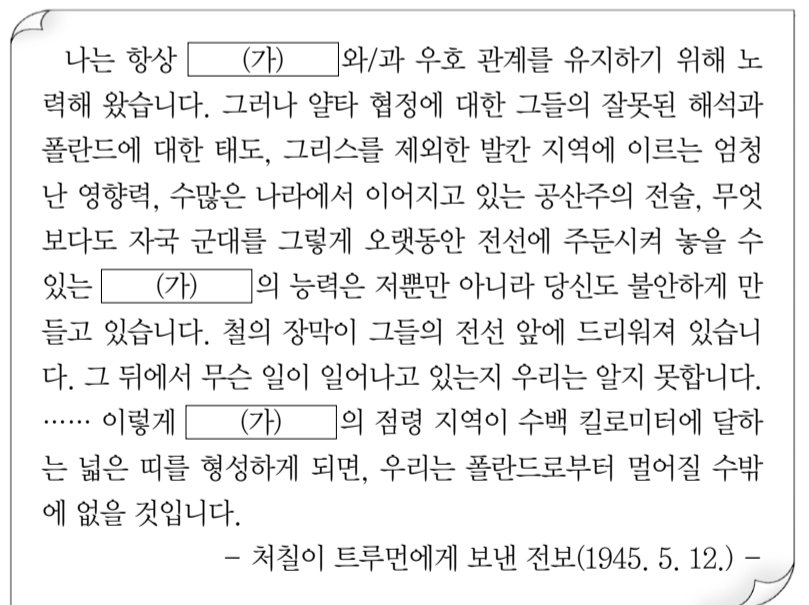 나는 항상 (가) 와/과 우호 관계를 유지하기 위해 노
력해 왔습니다. 그러나 얄타 협정에 대한 그들의 잘못된 해석과
폴란드에 대한 태도, 그리스를 제외한 발칸 지역에 이르는 엄청
난 영향력, 수많은 나라에서 이어지고 있는 공산주의 전술, 무엇
보다도 자국 군대를 그렇게 오랫동안 전선에 주둔시켜 놓을 수
있는 (가) 의 능력은 저뿐만 아니라 당신도 불안하게 만
들고 있습니다. 철의 장막이 그들의 전선 앞에 드리워져 있습니
다. 그 뒤에서 무슨 일이 일어나고 있는지 우리는 알지 못합니다.
…… 이렇게 (가) 의 점령 지역이 수백 킬로미터에 달하
는 넓은 띠를 형성하게 되면, 우리는 폴란드로부터 멀어질 수밖
에 없을 것입니다.
- 처칠이 트루먼에게 보낸 전보(1945. 5. 12.) -